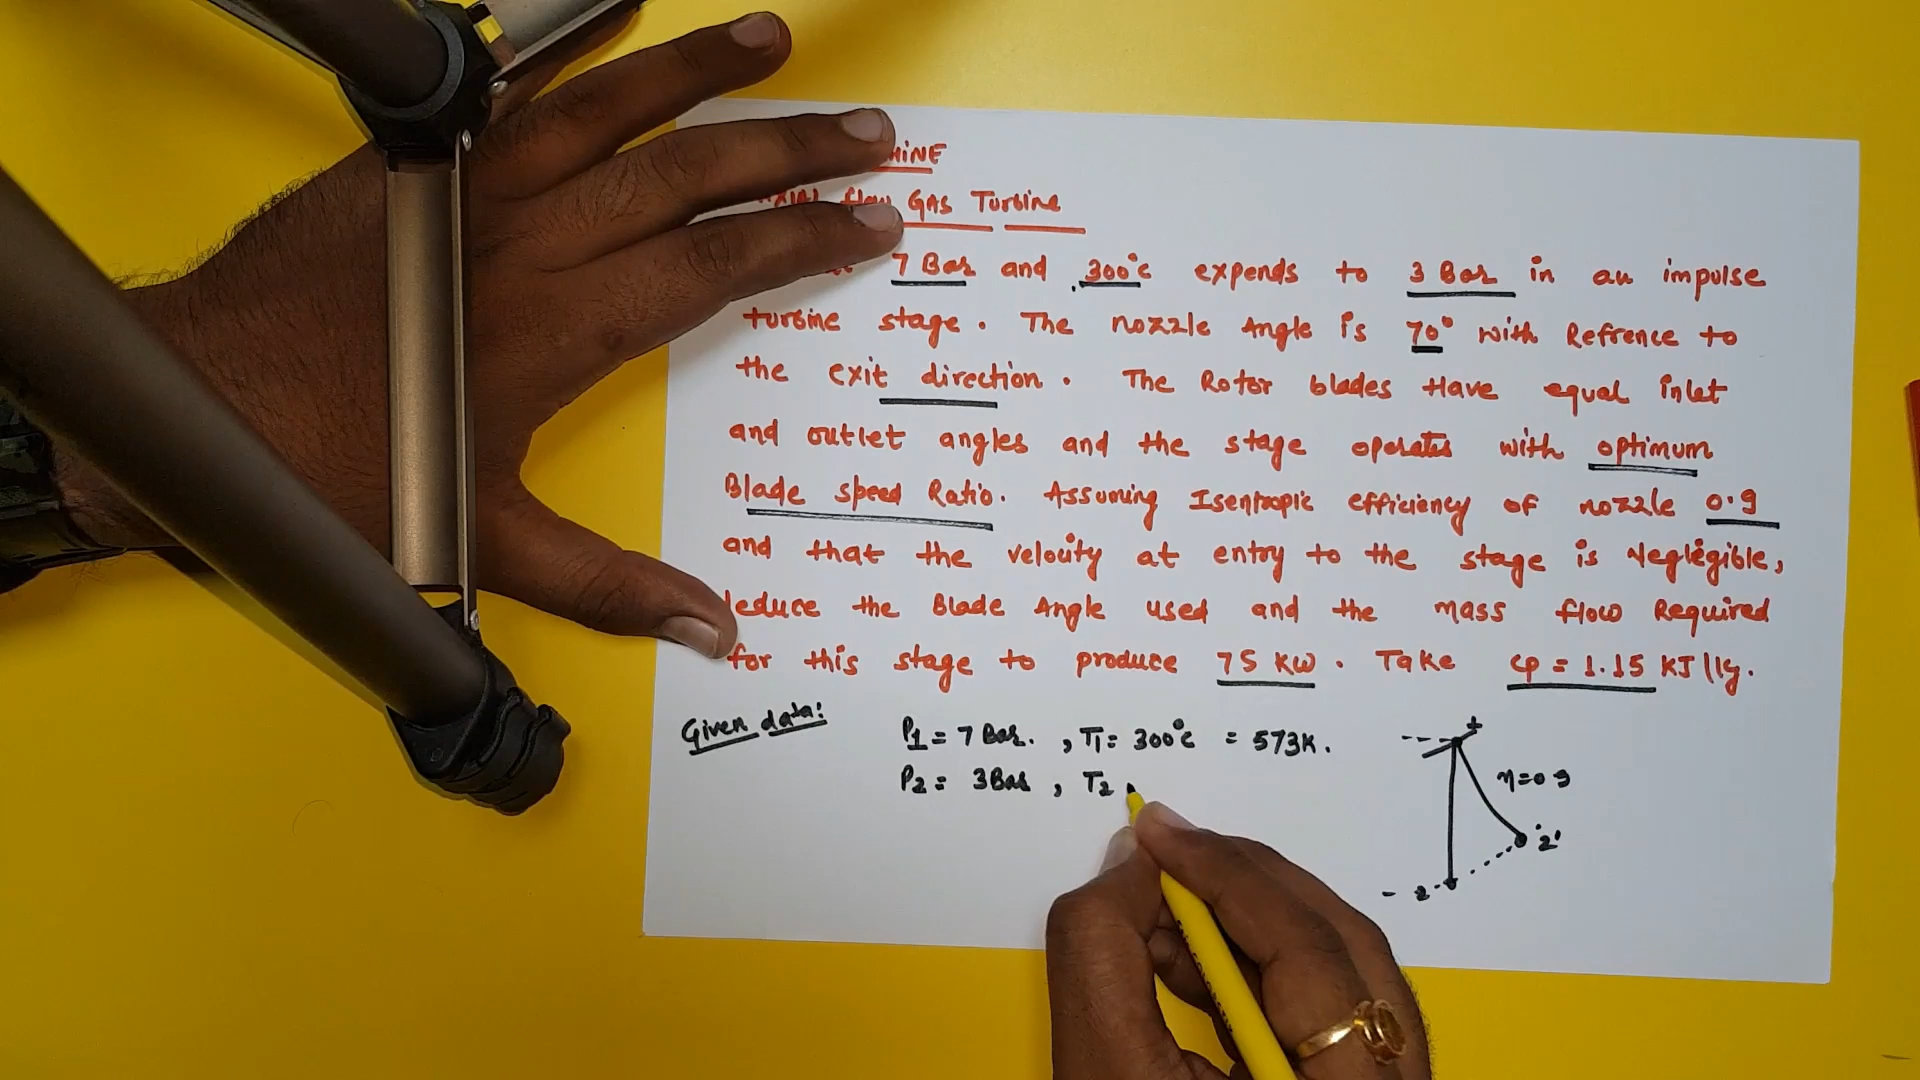 GAS Turbine
7 Bar and 300°c expends to 3 Bar in an impulse
turbine stage. The nozzle Angle is 70° with Refrence to
the exit direction. The Rotor blades Have equal inlet
and outlet angles and the stage operates with optimum
Blade speed Ratio. Assuming Isentropic efficiency of nozzle 0.9
and that the velocity at entry to the stage is Neglegible,
the Blade Angle used and the mass flow Required
for this stage to produce 75 KW. Take cp = 1.15 KJ/kg.
Given data:
P1 = 7 Bar. , T1 = 300°c = 573K.
P2 = 3Bar , T2
η=0 9
2'
2